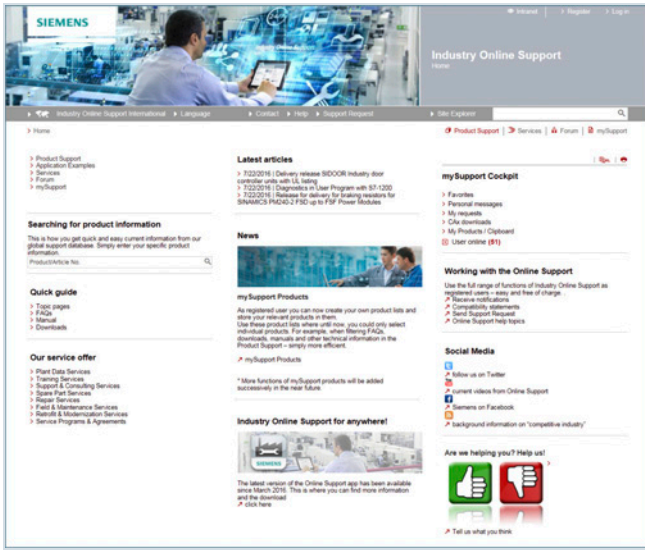 SIEMENS
Intranet
Register
Log in
Industry Online Support
Home
Industry Online Support International
Language
Contact
Help
Support Request
Site Explorer
Home
Product Support
Services
Forum
mySupport
Product Support
Application Examples
Services
Forum
mySupport
Searching for product information
This is how you get quick and easy current information from our
global support database. Simply enter your specific product
information.
Product/Article No.
Quick guide
Topic pages
FAQs
Manual
Downloads
Our service offer
Plant Data Services
Training Services
Support & Consulting Services
Spare Part Services
Repair Services
Field & Maintenance Services
Retrofit & Modernization Services
Service Programs & Agreements
Latest articles
7/22/2016 | Delivery release SIDOOR Industry door
controller units with UL listing
7/22/2016 | Diagnostics in User Program with S7-1200
7/22/2016 | Release for delivery for braking resistors for
SINAMICS PM240-2 FSD up to FSF Power Modules
News
mySupport Products
As registered user you can now create your own product lists and
store your relevant products in them.
Use these product lists where until now, you could only select
individual products. For example, when filtering FAQs,
downloads, manuals and other technical information in the
Product Support – simply more efficient.
mySupport Products
* More functions of mySupport products will be added
successively in the near future.
Industry Online Support for anywhere!
SIEMENS
The latest version of the Online Support app has been available
since March 2016. This is where you can find more information
and the download
click here
mySupport Cockpit
Favorites
Personal messages
My requests
CAx downloads
My Products / Clipboard
User online (51)
Working with the Online Support
Use the full range of functions of Industry Online Support as
registered users – easy and free of charge.
Receive notifications
Compatibility statements
Send Support Request
Online Support help topics
Social Media
follow us on Twitter
current videos from Online Support
Siemens on Facebook
background information on "competitive industry"
Are we helping you? Help us!
Tell us what you think